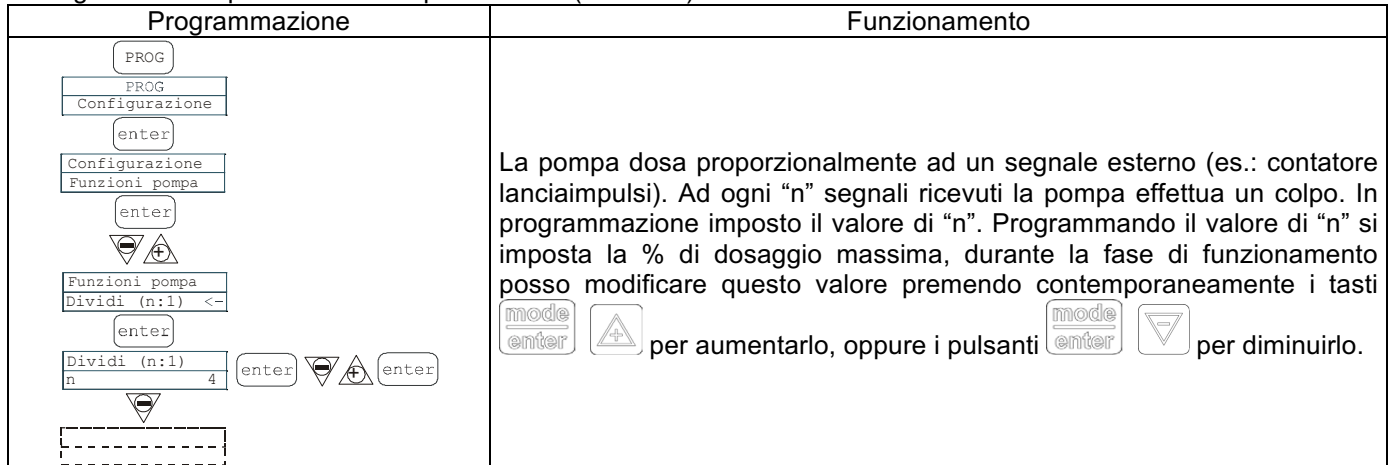 Programmazione
Funzionamento
PROG
PROG
Configurazione
enter
Configurazione
Funzioni pompa
enter
Funzioni pompa
Dividi (n:1) <-
enter
Dividi (n:1)
n 4
enter
enter
La pompa dosa proporzionalmente ad un segnale esterno (es.: contatore
lanciaimpulsi). Ad ogni “n” segnali ricevuti la pompa effettua un colpo. In
programmazione imposto il valore di “n”. Programmando il valore di “n” si
imposta la % di dosaggio massima, durante la fase di funzionamento
posso modificare questo valore premendo contemporaneamente i tasti
mode
enter
per aumentarlo, oppure i pulsanti
mode
enter
per diminuirlo.